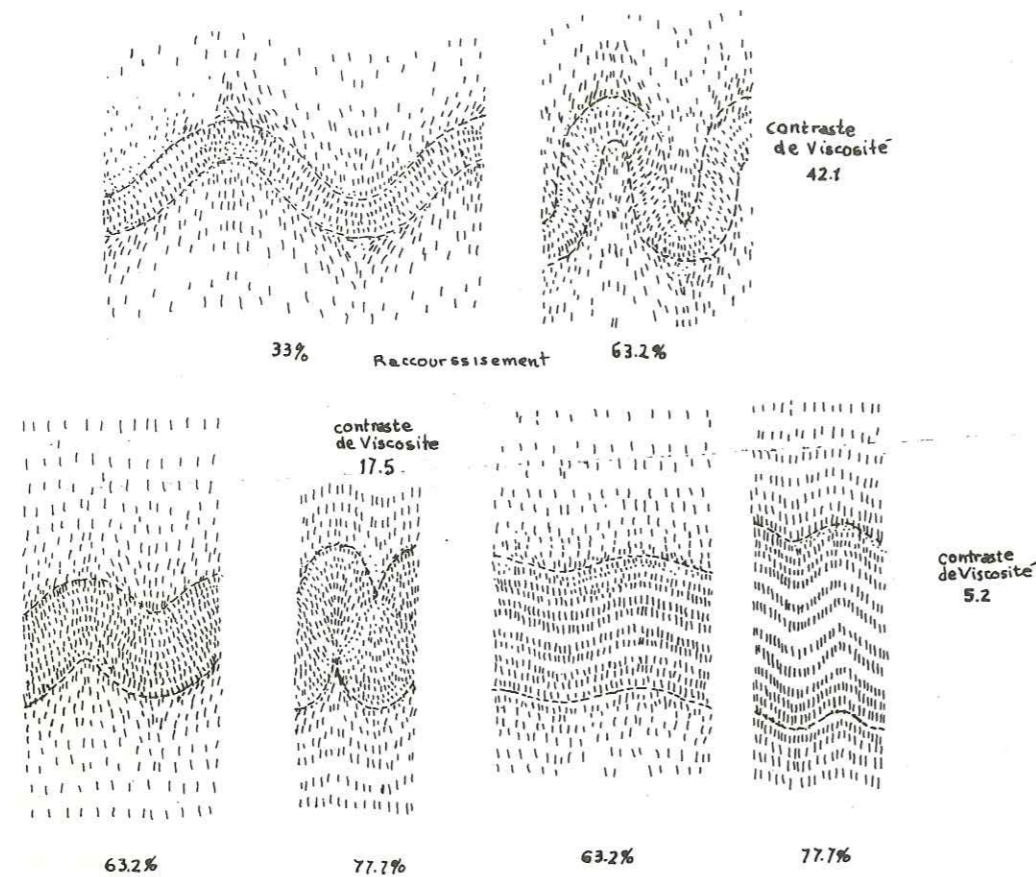 contraste
de Viscosité
42.1
33%
Raccourssisement
63.2%
contraste
de Viscosite
17.5
contraste
de Viscosité
5.2
63.2%
77.7%
63.2%
77.7%